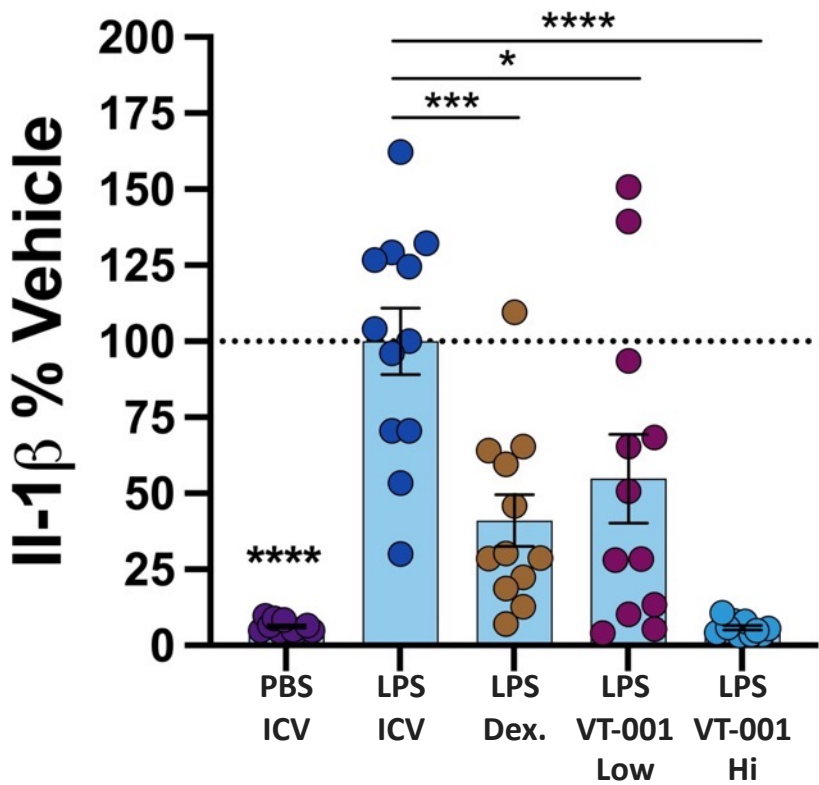 Il-1β % Vehicle
200
175
150
125
100
75
50
25
0
****
*
***
****
PBS
ICV
LPS
ICV
LPS
Dex.
LPS
VT-001
Low
LPS
VT-001
Hi